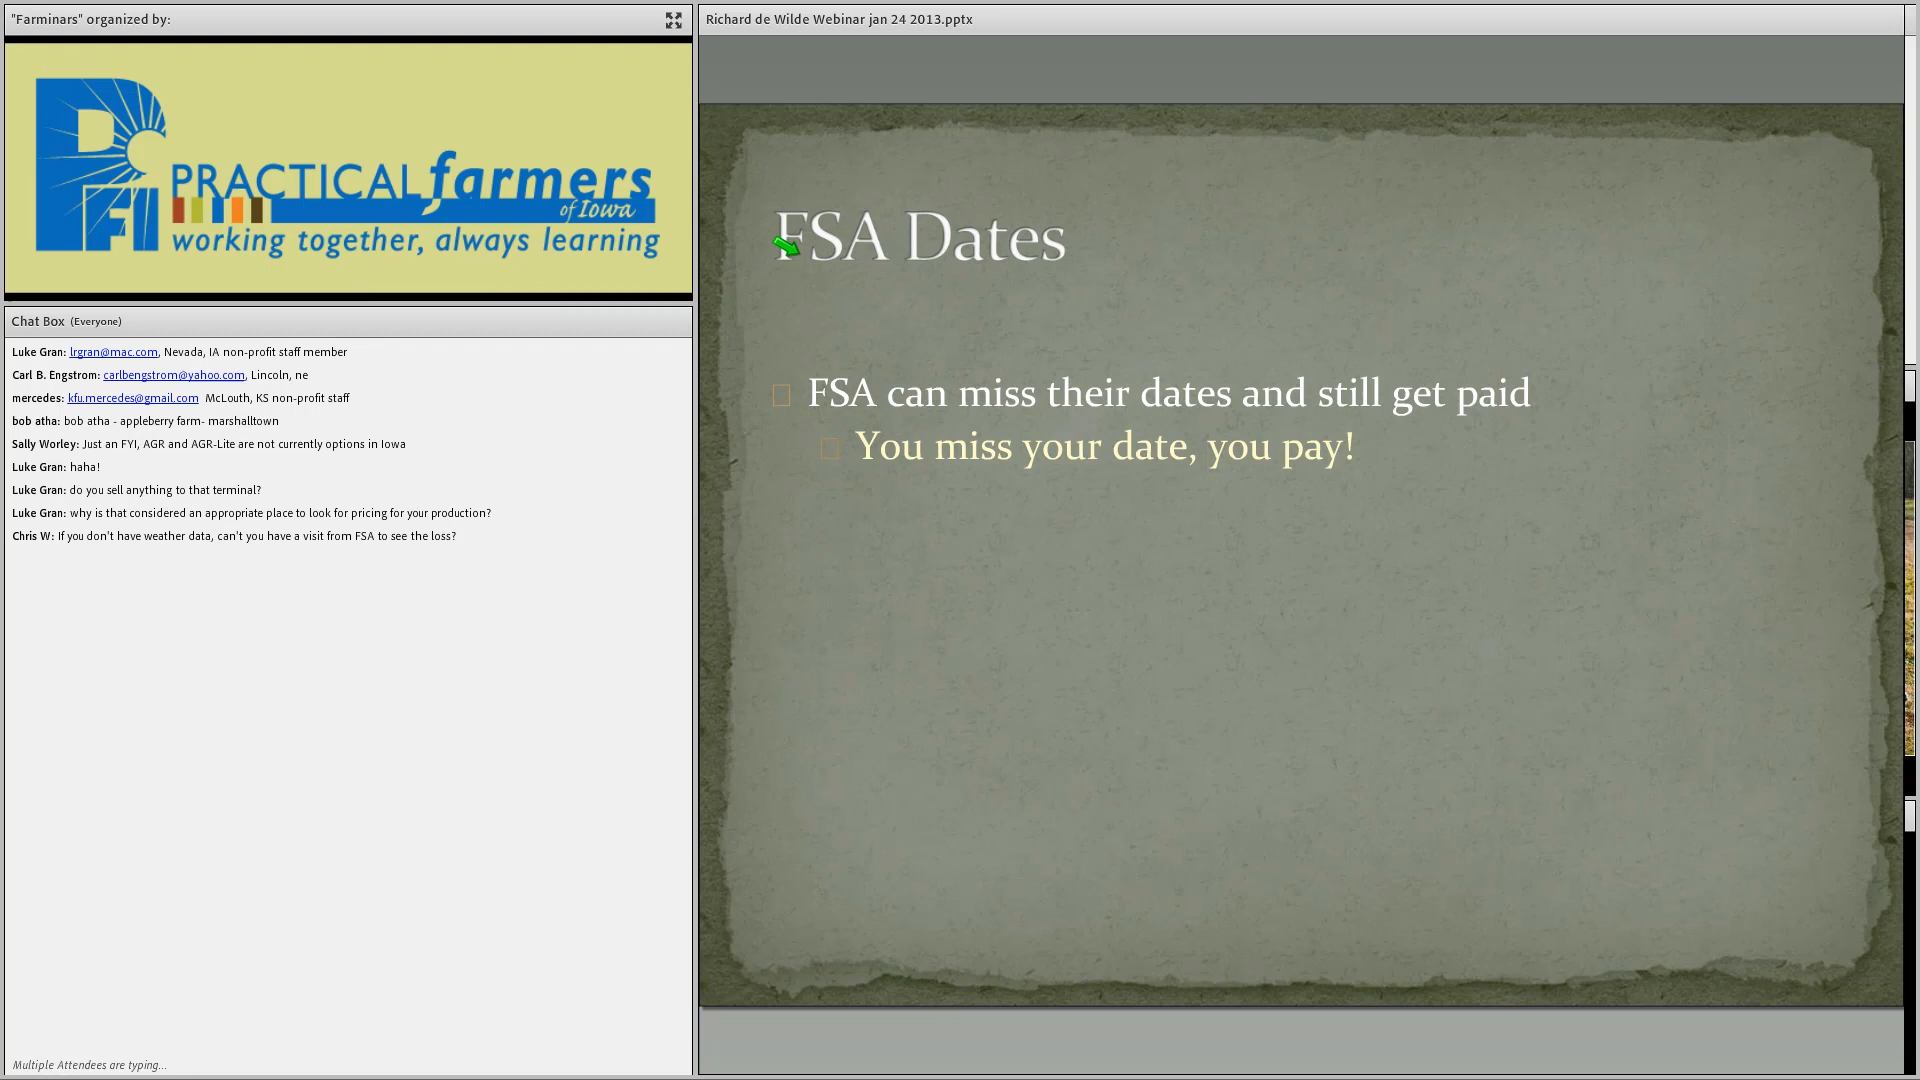 "Farminars" organized by:
PFI
PRACTICAL farmers
of Iowa
working together, always learning
Chat Box (Everyone)
Luke Gran: lrgran@mac.com, Nevada, IA non-profit staff member
Carl B. Engstrom: carlbengstrom@yahoo.com, Lincoln, ne
mercedes: kfu.mercedes@gmail.com McLouth, KS non-profit staff
bob atha: bob atha - appleberry farm- marshalltown
Sally Worley: Just an FYI, AGR and AGR-Lite are not currently options in Iowa
Luke Gran: haha!
Luke Gran: do you sell anything to that terminal?
Luke Gran: why is that considered an appropriate place to look for pricing for your production?
Chris W: If you don't have weather data, can't you have a visit from FSA to see the loss?
Multiple Attendees are typing...
Richard de Wilde Webinar jan 24 2013.pptx
FSA Dates
FSA can miss their dates and still get paid
You miss your date, you pay!